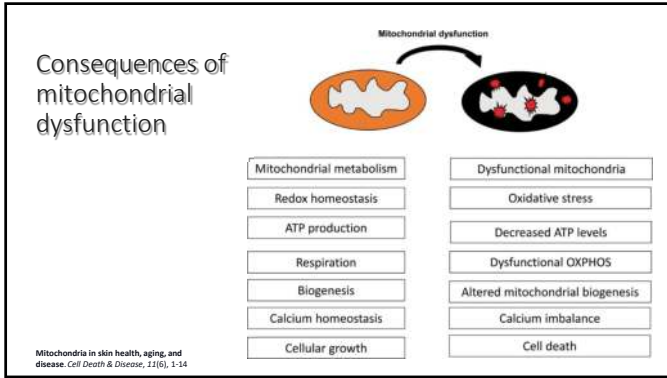 Mitochondrial dysfunction
Consequences of
mitochondrial
dysfunction
Mitochondrial metabolism
Dysfunctional mitochondria
Redox homeostasis
Oxidative stress
ATP production
Decreased ATP levels
Respiration
Dysfunctional OXPHOS
Biogenesis
Altered mitochondrial biogenesis
Calcium homeostasis
Calcium imbalance
Cellular growth
Cell death
Mitochondria in skin health, aging, and
disease. Cell Death & Disease, 11(6), 1-14